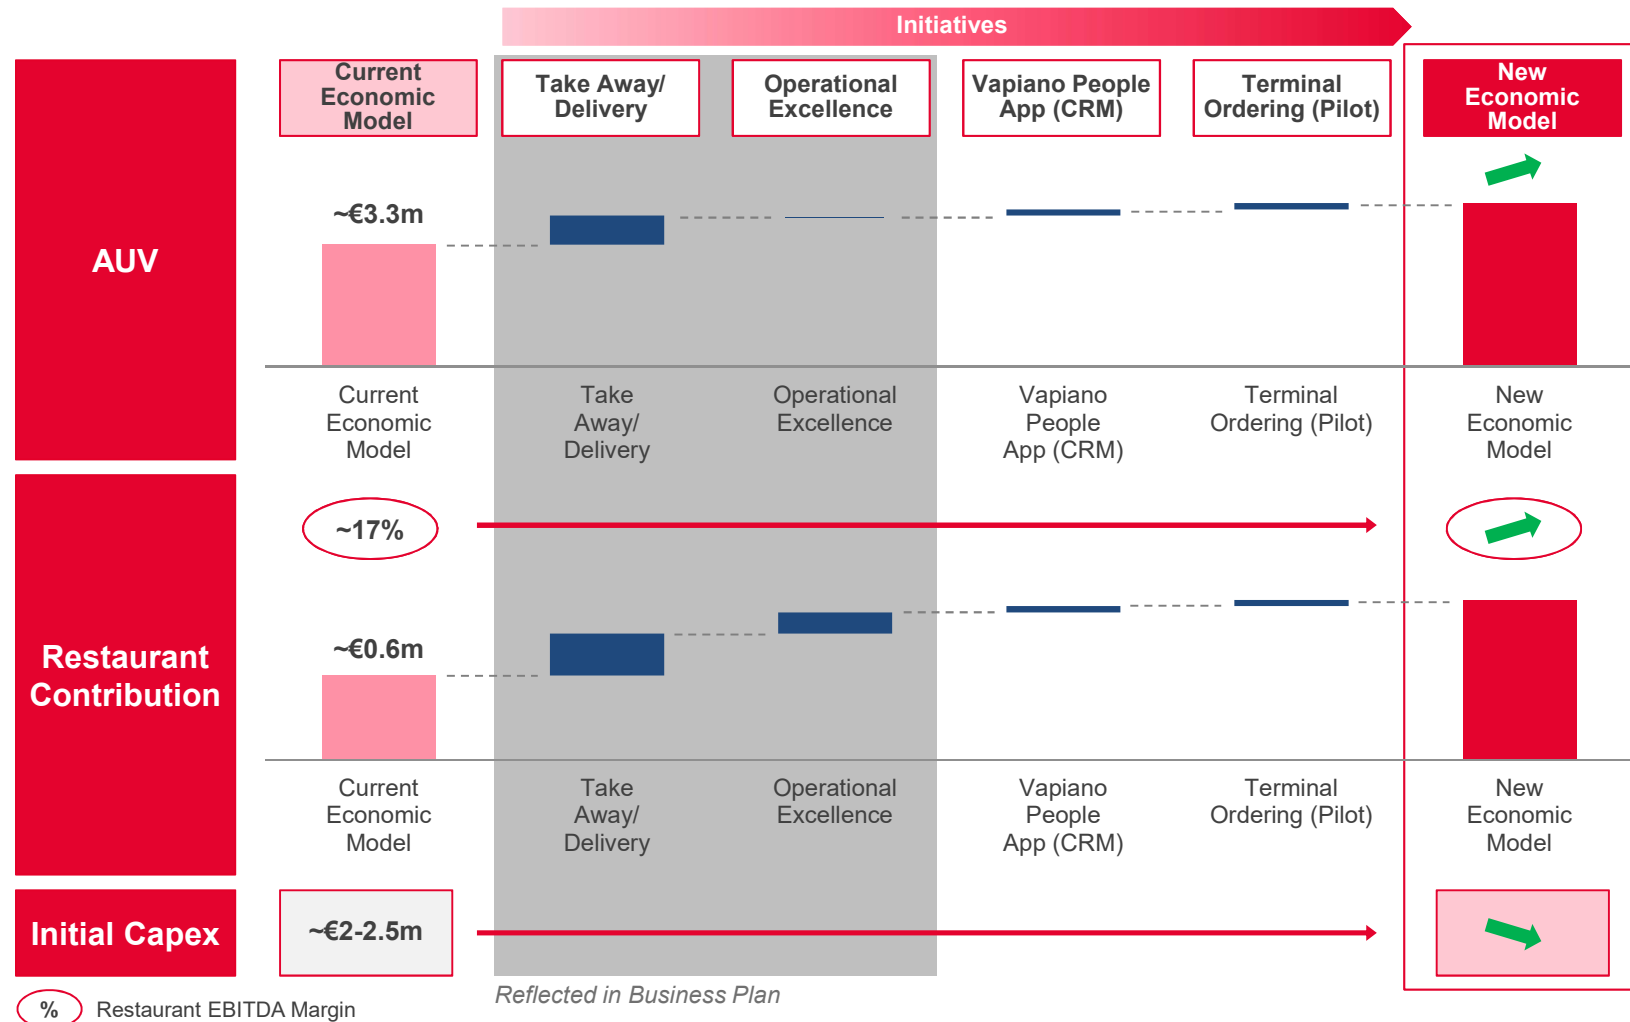 Initiatives
Current
Economic
Model
Take Away/
Delivery
Operational
Excellence
Vapiano People
App (CRM)
Terminal
Ordering (Pilot)
New
Economic
Model
AUV
~€3.3m
Current
Economic
Model
Take
Away/
Delivery
Operational
Excellence
Vapiano
People
App (CRM)
Terminal
Ordering (Pilot)
New
Economic
Model
Restaurant
Contribution
~17%
~€0.6m
Current
Economic
Model
Take
Away/
Delivery
Operational
Excellence
Vapiano
People
App (CRM)
Terminal
Ordering (Pilot)
New
Economic
Model
Initial Capex
~€2-2.5m
Reflected in Business Plan
% Restaurant EBITDA Margin